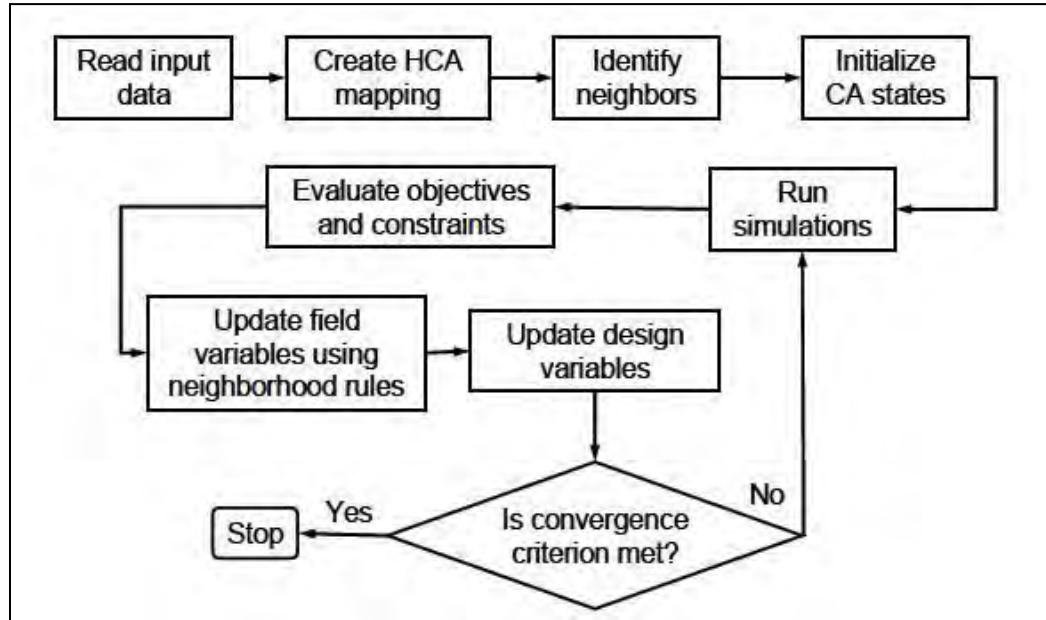 Read input
data
Create HCA
mapping
Identify
neighbors
Initialize
CA states
Run
simulations
Evaluate objectives
and constraints
Update field
variables using
neighborhood rules
Update design
variables
Is convergence
criterion met?
No
Yes
Stop